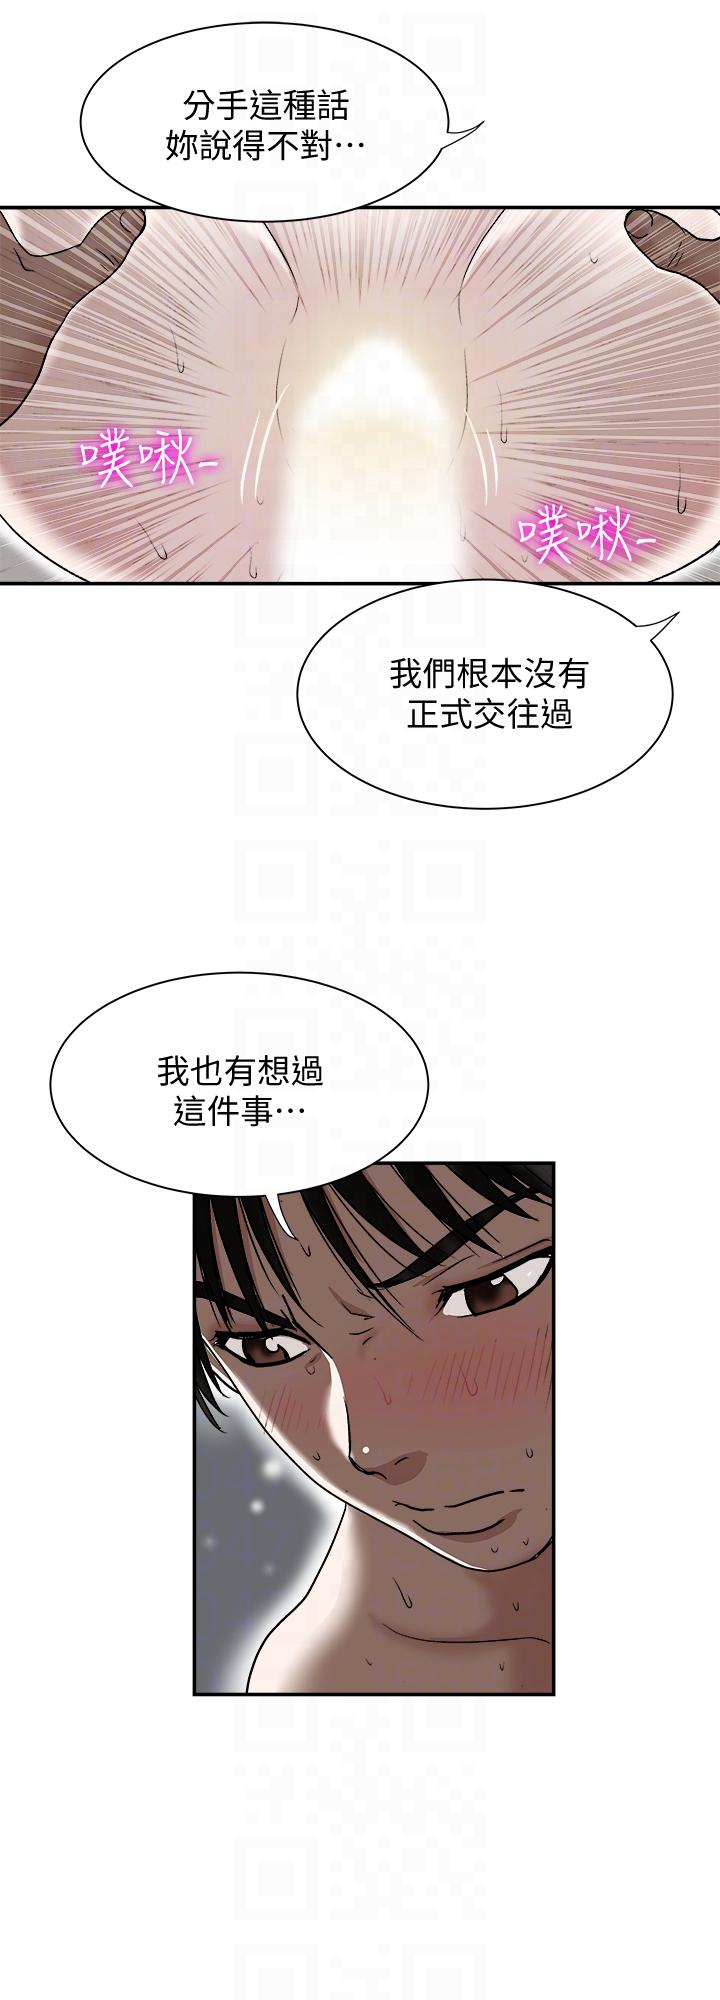 分手這種話
妳說得不對⋯
噗啾-
噗啾-
我們根本沒有
正式交往過
我也有想過
這件事⋯